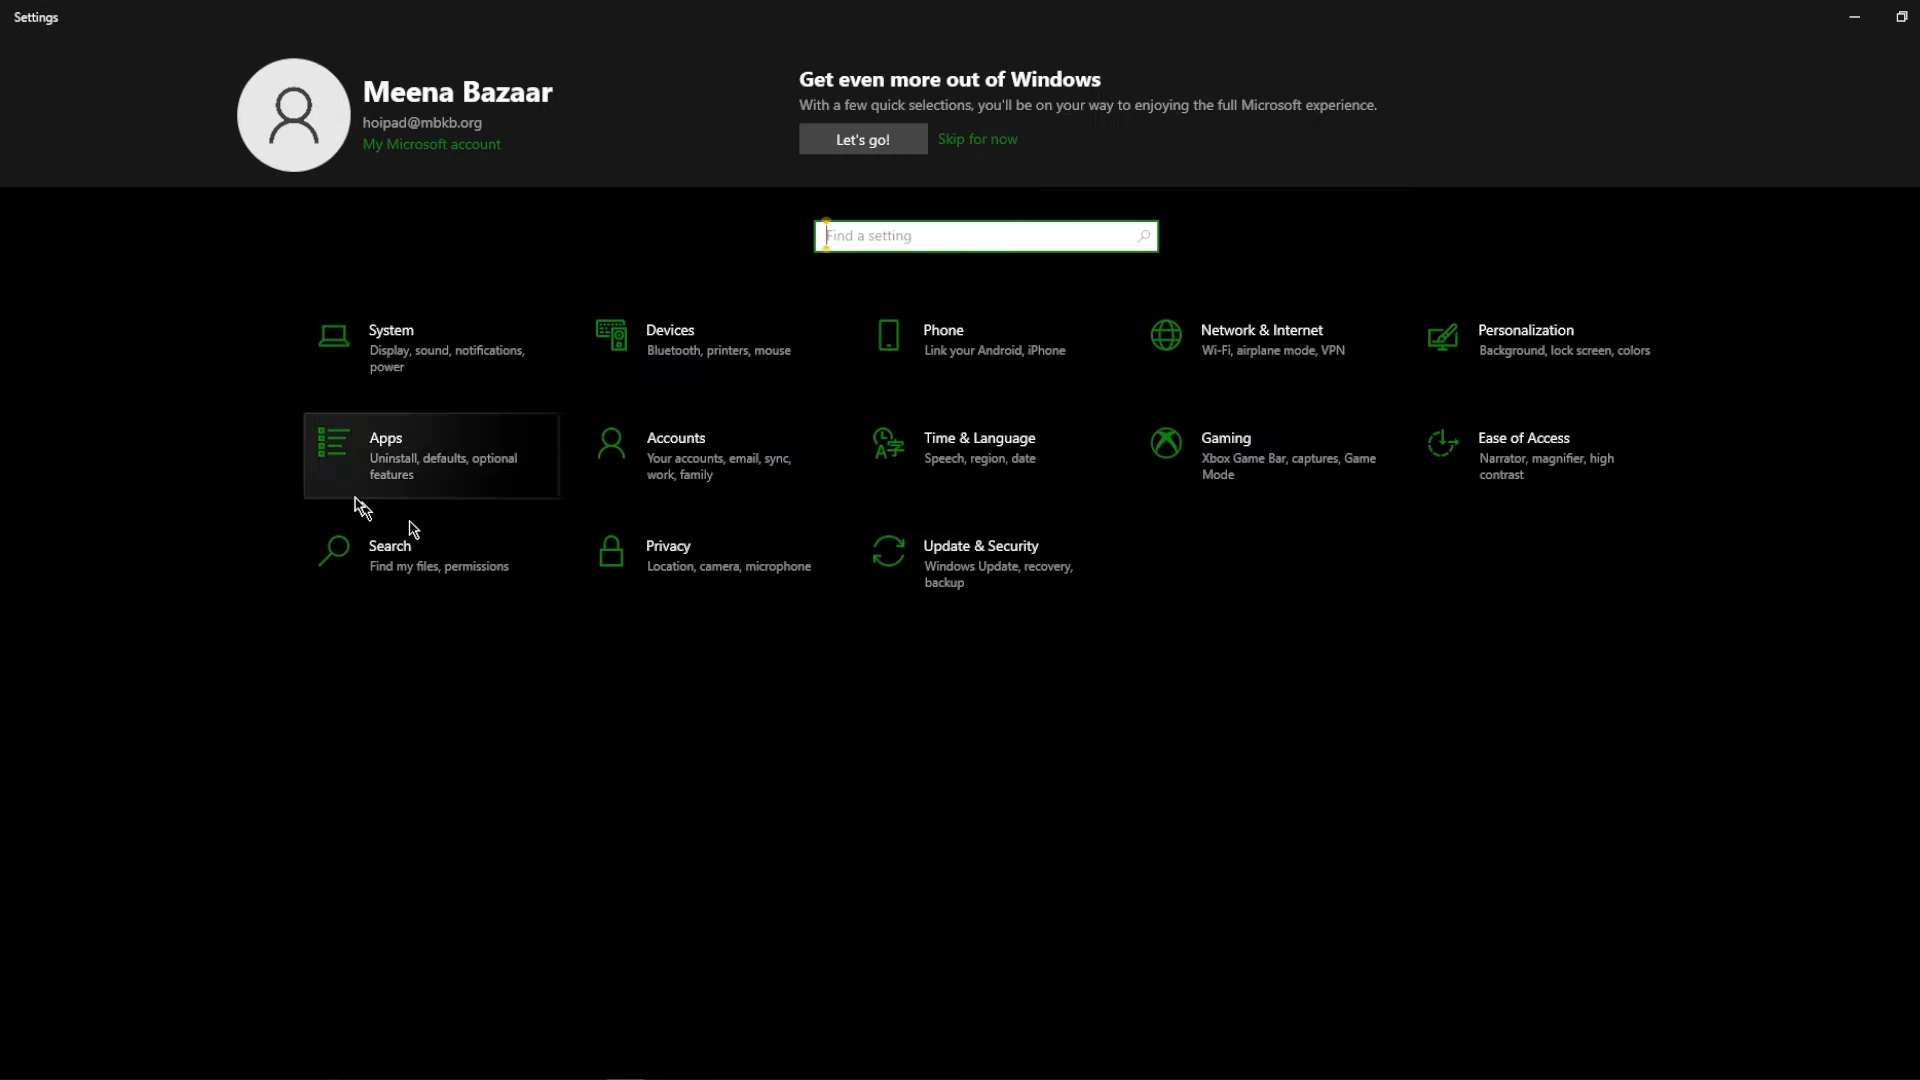 Settings
Meena Bazaar
hoipad@mbkb.org
My Microsoft account
Get even more out of Windows
With a few quick selections, you'll be on your way to enjoying the full Microsoft experience.
Let's go!
Skip for now
Find a setting
System
Display, sound, notifications,
power
Devices
Bluetooth, printers, mouse
Phone
Link your Android, iPhone
Network & Internet
Wi-Fi, airplane mode, VPN
Personalization
Background, lock screen, colors
Apps
Uninstall, defaults, optional
features
Accounts
Your accounts, email, sync,
work, family
Time & Language
Speech, region, date
Gaming
Xbox Game Bar, captures, Game
Mode
Ease of Access
Narrator, magnifier, high
contrast
Search
Find my files, permissions
Privacy
Location, camera, microphone
Update & Security
Windows Update, recovery,
backup